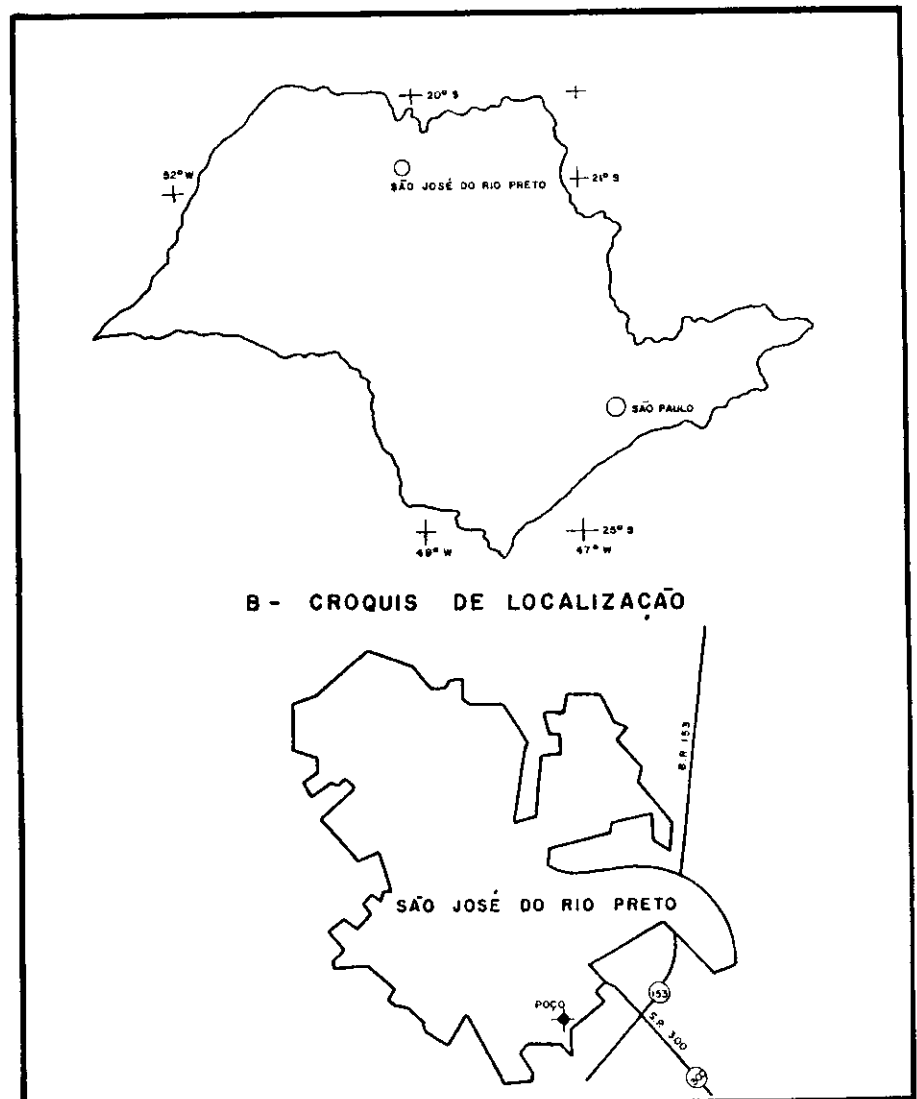 20° S
52° W
SÃO JOSÉ DO RIO PRETO
21° S
SÃO PAULO
49° W
25° S
47° W
B - CROQUIS DE LOCALIZAÇÃO
B.R. 153
SÃO JOSÉ DO RIO PRETO
POÇO
153
S.R. 300
300